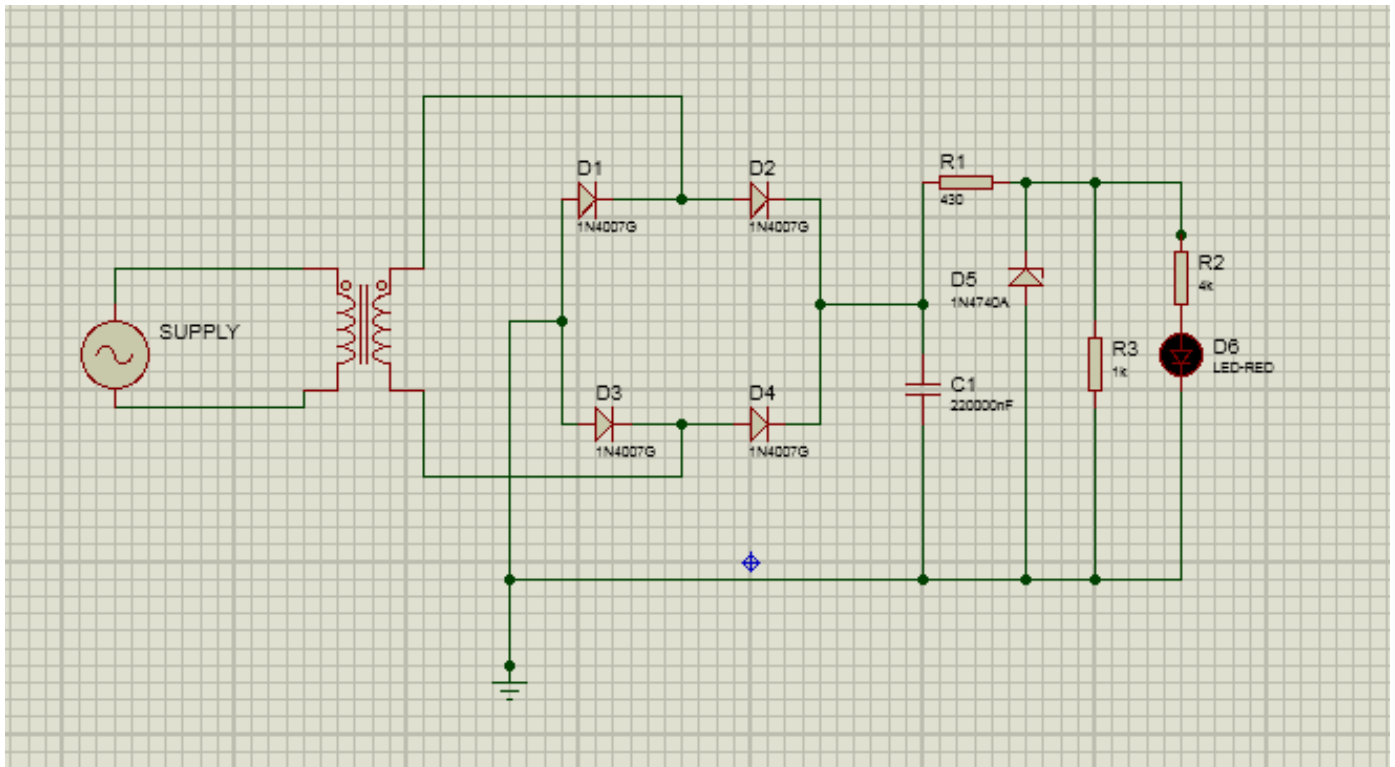 D1
1N4007G
D2
1N4007G
R1
430
SUPPLY
D5
1N4740A
R2
4k
R3
1k
D6
LED-RED
D3
1N4007G
D4
1N4007G
C1
220000nF